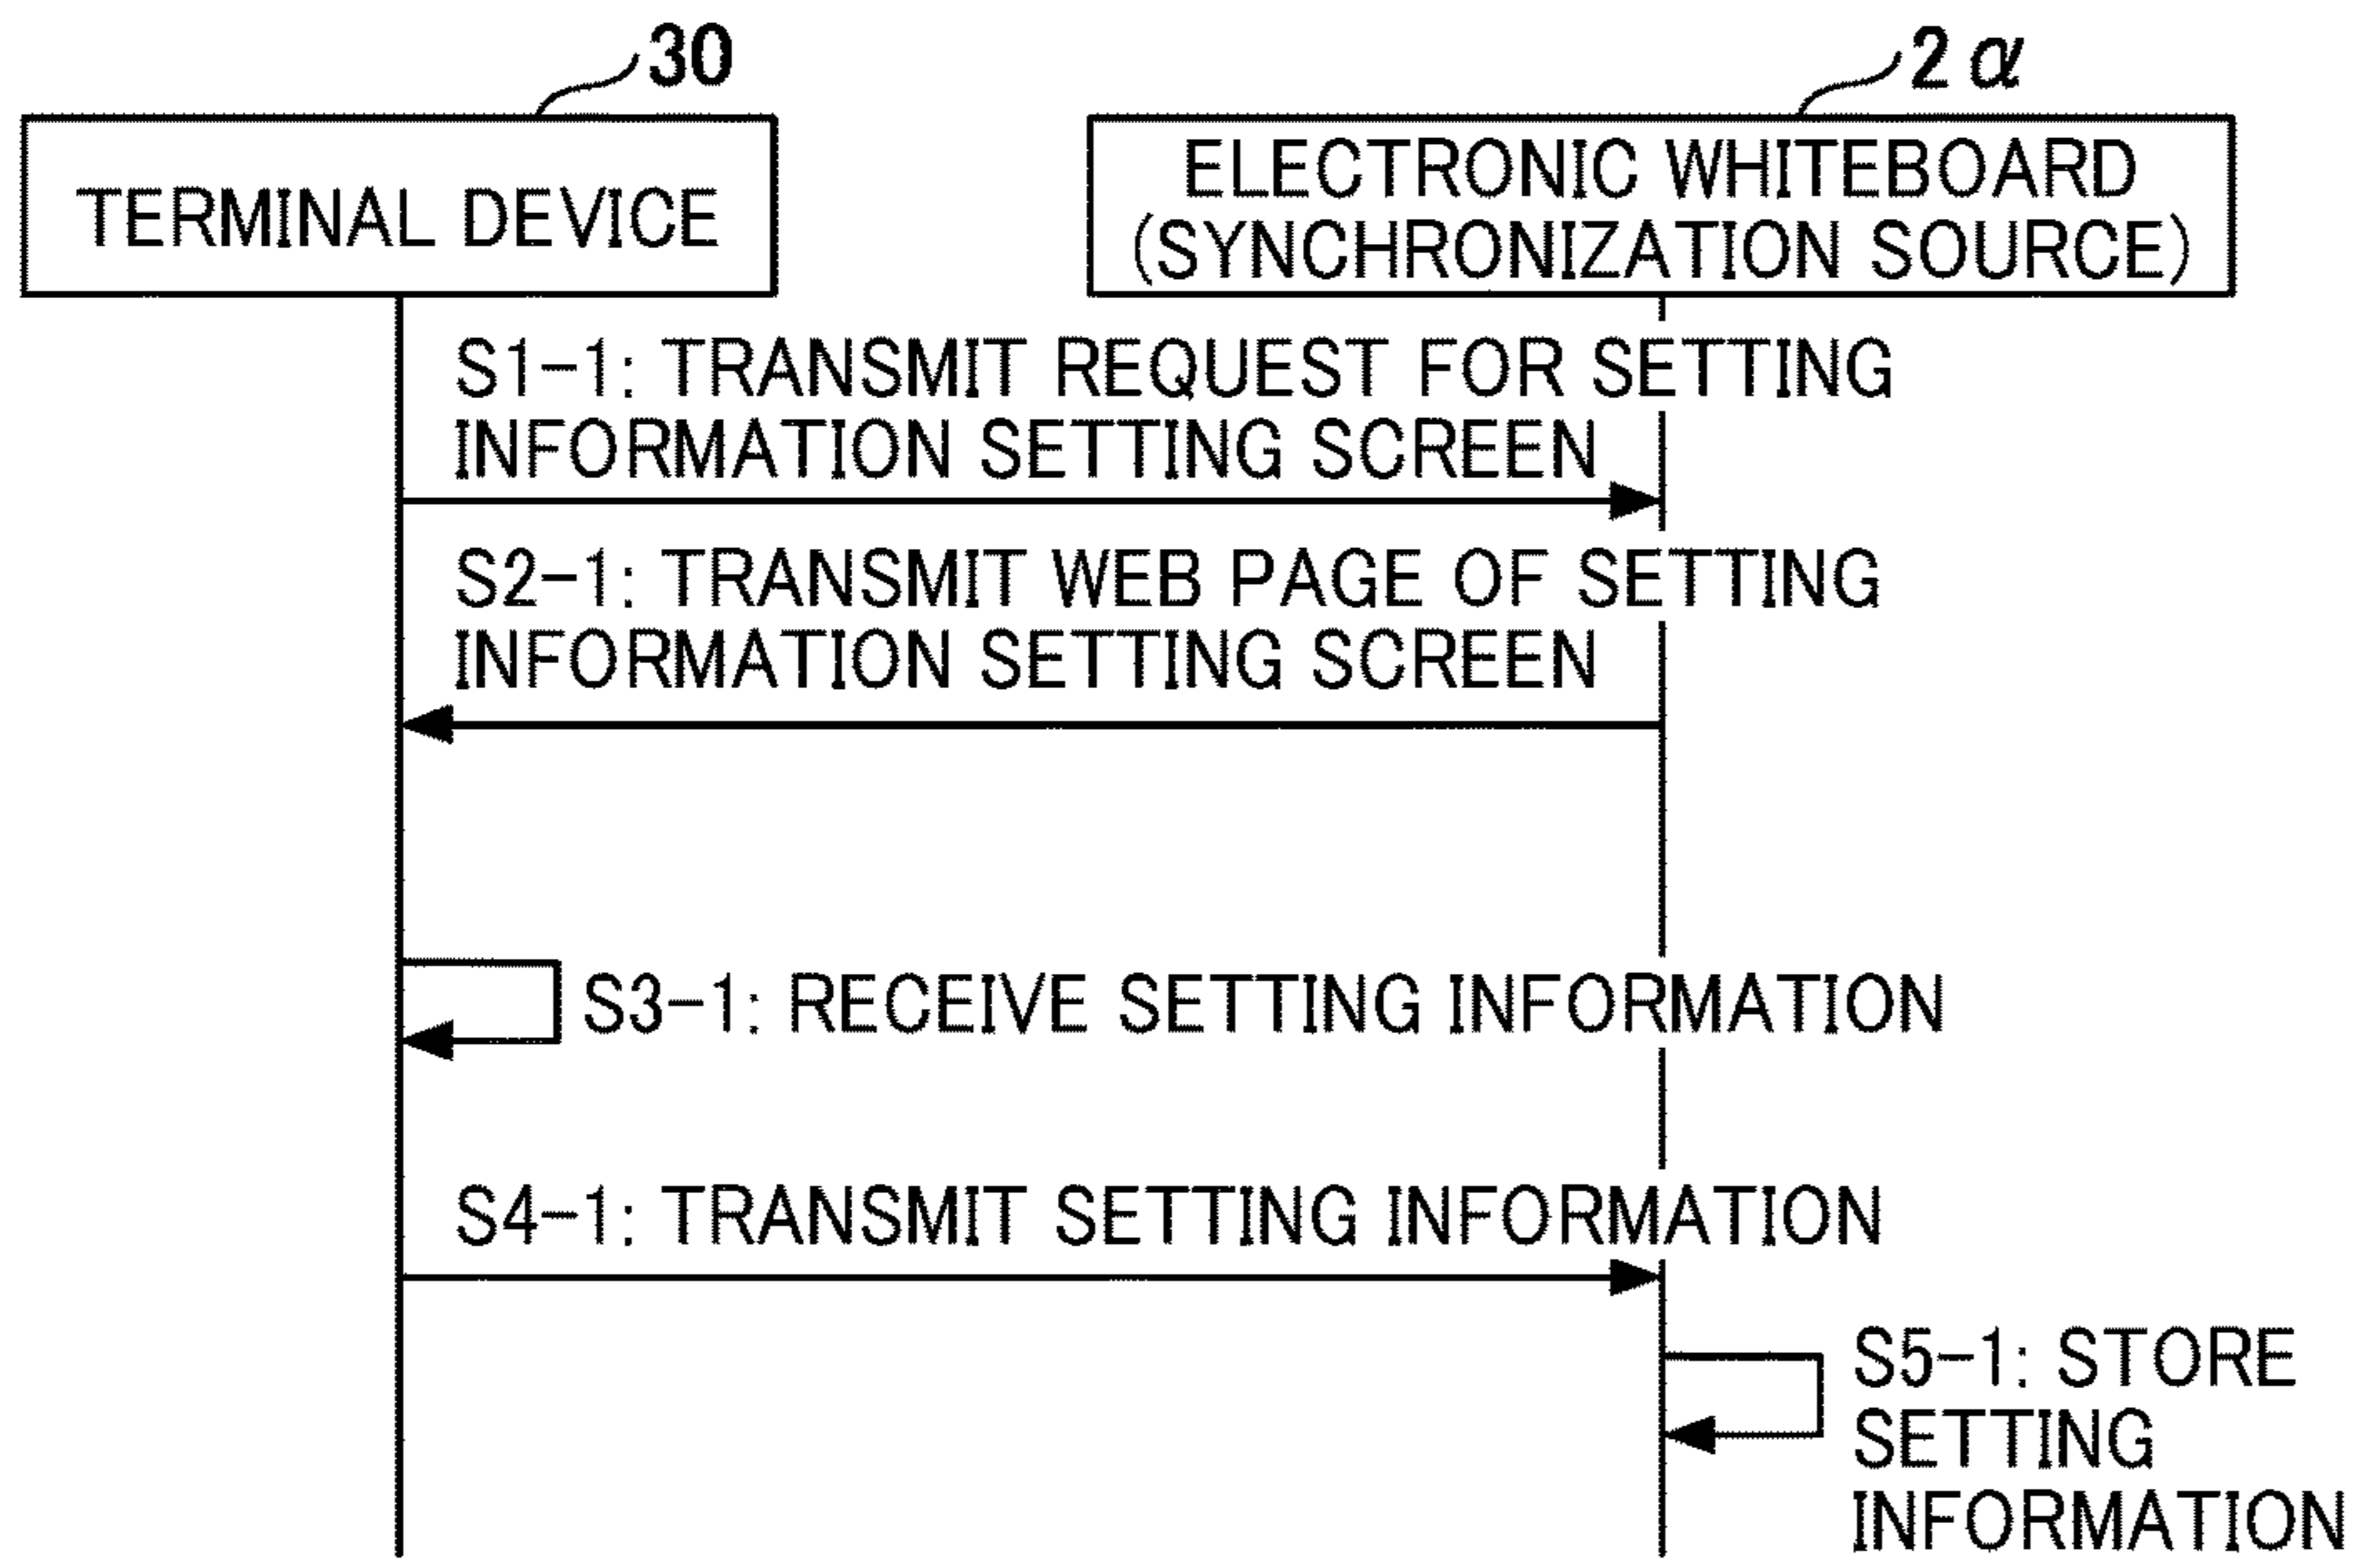 30
2α
TERMINAL DEVICE
ELECTRONIC WHITEBOARD
(SYNCHRONIZATION SOURCE)
S1-1: TRANSMIT REQUEST FOR SETTING
INFORMATION SETTING SCREEN
S2-1: TRANSMIT WEB PAGE OF SETTING
INFORMATION SETTING SCREEN
S3-1: RECEIVE SETTING INFORMATION
S4-1: TRANSMIT SETTING INFORMATION
S5-1: STORE
SETTING
INFORMATION